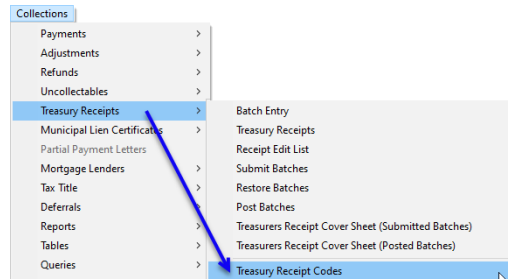 Collections
Payments
Adjustments
Refunds
Uncollectables
Treasury Receipts
Municipal Lien Certificates
Partial Payment Letters
Mortgage Lenders
Tax Title
Deferrals
Reports
Tables
Queries
Batch Entry
Treasury Receipts
Receipt Edit List
Submit Batches
Restore Batches
Post Batches
Treasurers Receipt Cover Sheet (Submitted Batches)
Treasurers Receipt Cover Sheet (Posted Batches)
Treasury Receipt Codes